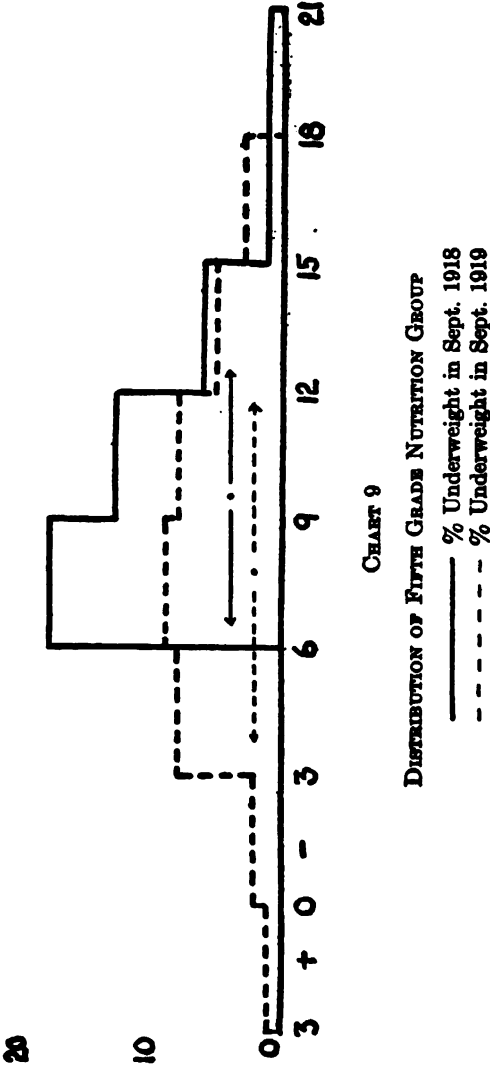 20
10
0
3 + 0 - 3 6 9 12 15 18 21
CHART 9
DISTRIBUTION OF FIFTH GRADE NUTRITION GROUP
% Underweight in Sept. 1918
% Underweight in Sept. 1919